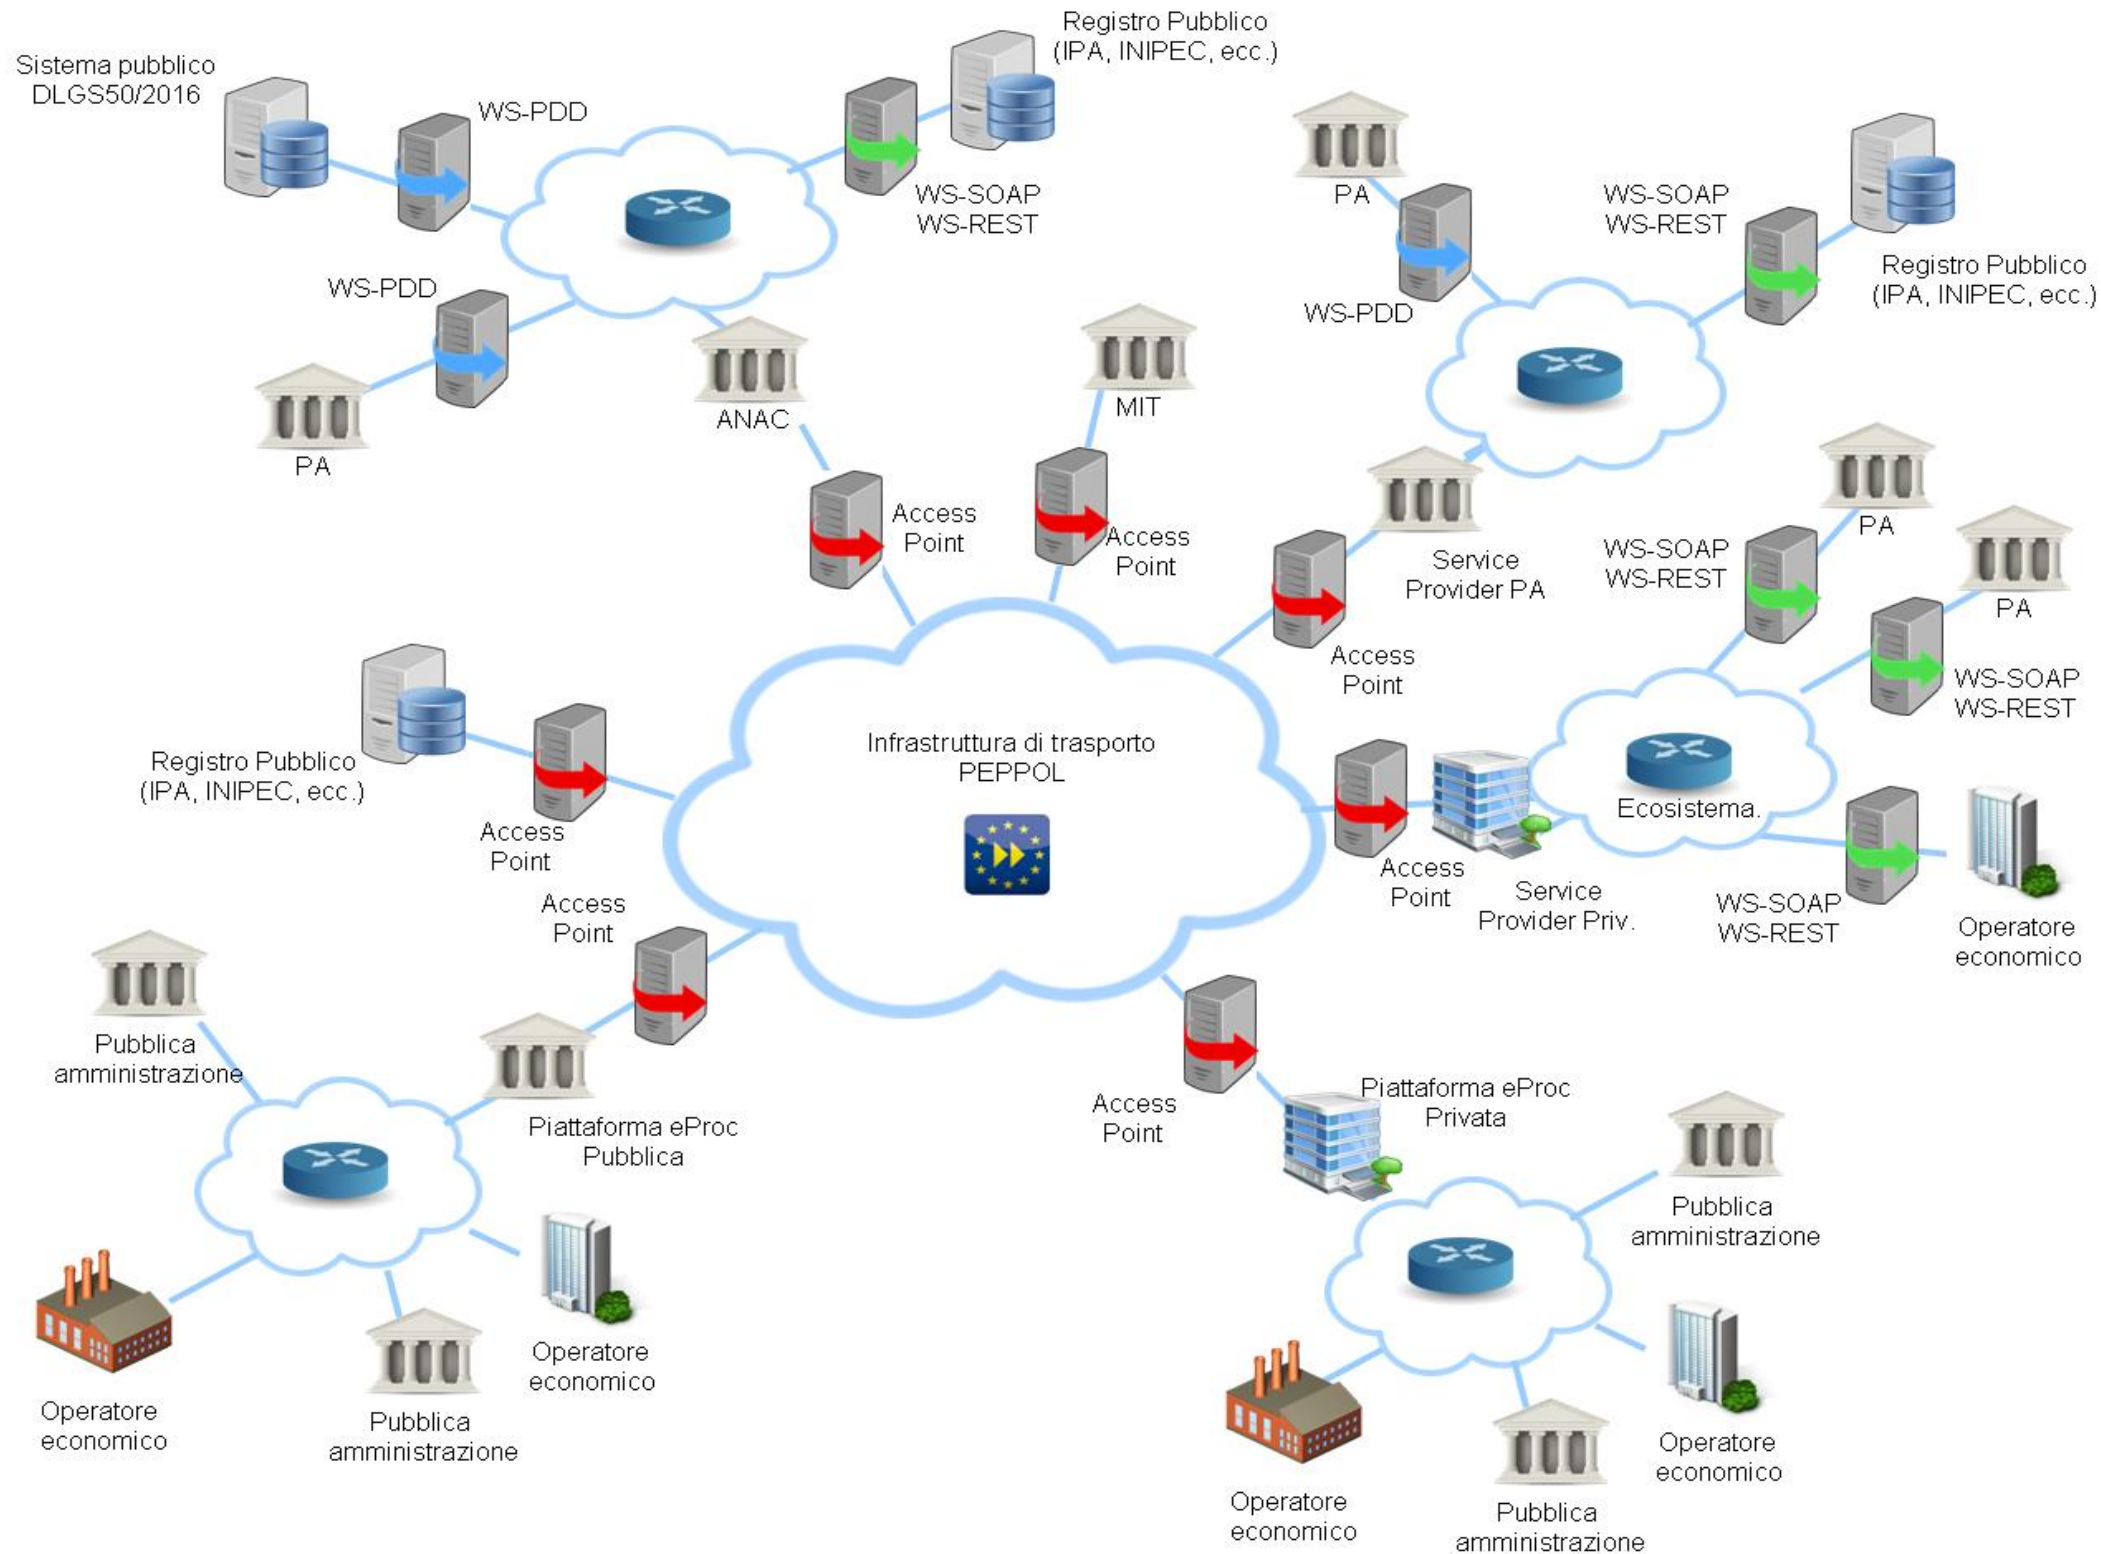 Registro Pubblico
(IPA, INIPEC, ecc.)
Sistema pubblico
DLGS50/2016
WS-PDD
WS-SOAP
WS-REST
PA
WS-SOAP
WS-REST
Registro Pubblico
(IPA, INIPEC, ecc.)
WS-PDD
WS-PDD
MIT
ANAC
PA
Access
Point
Access
Point
Service
Provider PA
WS-SOAP
WS-REST
PA
PA
Access
Point
WS-SOAP
WS-REST
Infrastruttura di trasporto
PEPPOL
Registro Pubblico
(IPA, INIPEC, ecc.)
Access
Point
Ecosistema.
Access
Point
Service
Provider Priv.
WS-SOAP
WS-REST
Operatore
economico
Access
Point
Pubblica
amministrazione
Piattaforma eProc
Pubblica
Access
Point
Piattaforma eProc
Privata
Pubblica
amministrazione
Operatore
economico
Operatore
economico
Pubblica
amministrazione
Operatore
economico
Operatore
economico
Pubblica
amministrazione